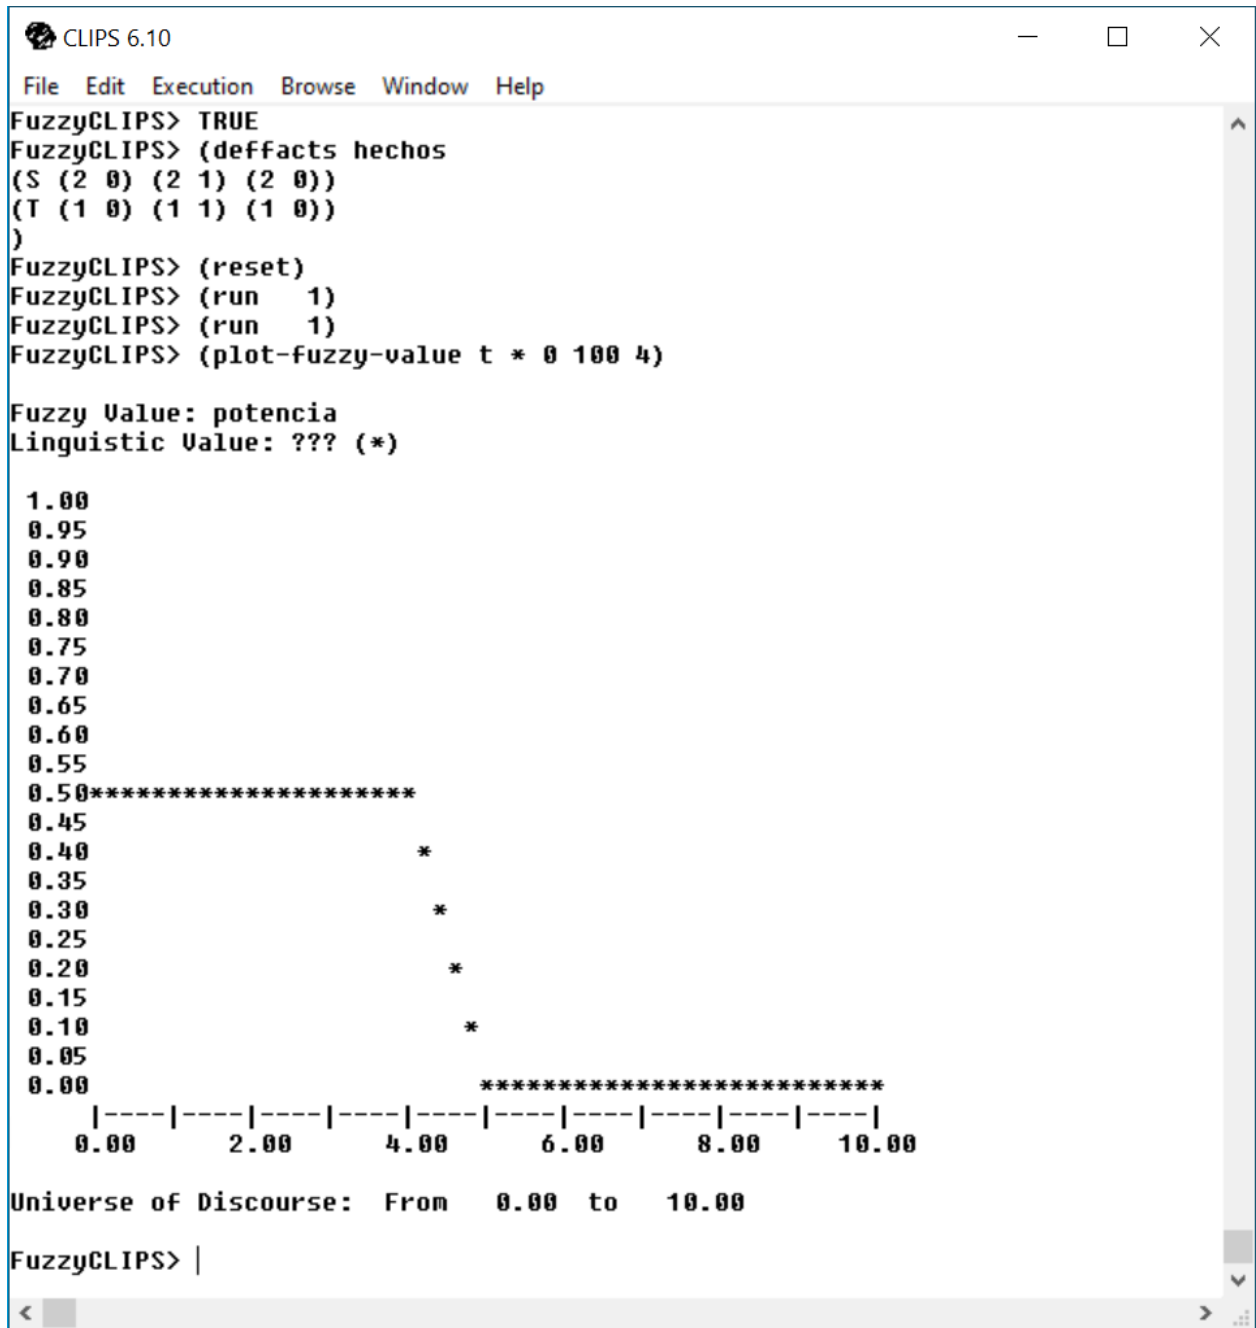 CLIPS 6.10
File Edit Execution Browse Window Help
FuzzyCLIPS> TRUE
FuzzyCLIPS> (deffacts hechos
(S (2 0) (2 1) (2 0))
(T (1 0) (1 1) (1 0))
)
FuzzyCLIPS> (reset)
FuzzyCLIPS> (run   1)
FuzzyCLIPS> (run   1)
FuzzyCLIPS> (plot-fuzzy-value t * 0 100 4)
Fuzzy Value: potencia
Linguistic Value: ??? (*)
 1.00
 0.95
 0.90
 0.85
 0.80
 0.75
 0.70
 0.65
 0.60
 0.55
 0.50*********************
 0.45
 0.40                     *
 0.35
 0.30                      *
 0.25
 0.20                       *
 0.15
 0.10                        *
 0.05
 0.00                         **************************
     |----|----|----|----|----|----|----|----|----|----|
    0.00      2.00      4.00      6.00      8.00      10.00
Universe of Discourse:  From   0.00  to   10.00
FuzzyCLIPS>